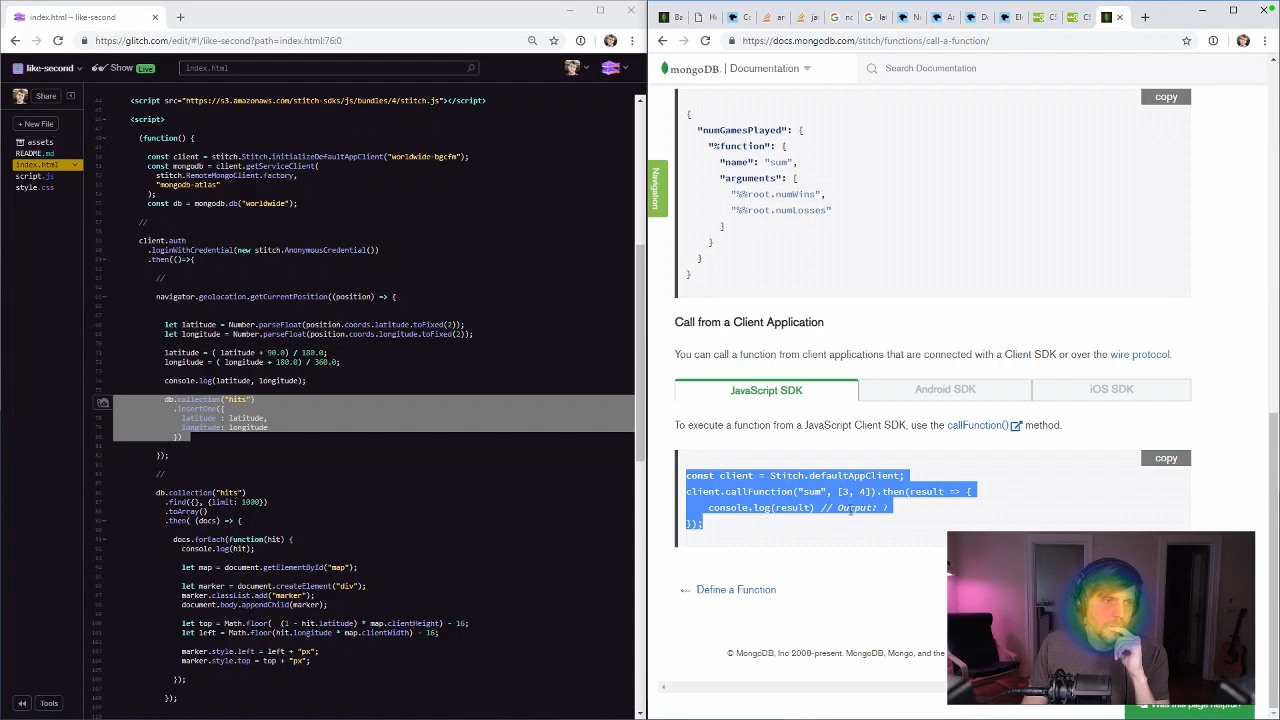 index.html – like-second
https://glitch.com/edit/#!/like-second?path=index.html:76:0
like-second
Show
Live
index.html
Share
+ New File
assets
README.md
index.html
script.js
style.css
<script src="https://s3.amazonaws.com/stitch-sdks/js/bundles/4/stitch.js"></script>
<script>
(function() {
const client = stitch.Stitch.initializeDefaultAppClient("worldwide-bgcfm");
const mongodb = client.getServiceClient(
stitch.RemoteMongoClient.factory,
"mongodb-atlas"
);
const db = mongodb.db("worldwide");
//
client.auth
.loginWithCredential(new stitch.AnonymousCredential())
.then(()=>{
//
navigator.geolocation.getCurrentPosition((position) => {
let latitude = Number.parseFloat(position.coords.latitude.toFixed(2));
let longitude = Number.parseFloat(position.coords.longitude.toFixed(2));
latitude = ( latitude + 90.0) / 180.0;
latitude = ( longitude + 180.0) / 360.0;
console.log(latitude, longitude);
db.collection("hits")
.insertOne({
latitude : latitude,
longitude: longitude
})
});
//
db.collection("hits")
.find({}, {limit: 1000})
.toArray()
.then( (docs) => {
docs.forEach(function(hit) {
console.log(hit);
let map = document.getElementById("map");
let marker = document.createElement("div");
marker.classList.add("marker");
document.body.appendChild(marker);
let top = Math.floor( (1 - hit.latitude) * map.clientHeight) - 16;
let left = Math.floor(hit.longitude * map.clientWidth) - 16;
marker.style.left = left + "px";
marker.style.top = top + "px";
});
});
Tools
https://docs.mongodb.com/stitch/functions/call-a-function/
mongoDB. Documentation
Search Documentation
Navigation
copy
{
"numGamesPlayed": {
"%function": {
"name": "sum",
"arguments": [
"%%root.numWins",
"%%root.numLosses"
]
}
}
}
Call from a Client Application
You can call a function from client applications that are connected with a Client SDK or over the wire protocol.
JavaScript SDK
Android SDK
iOS SDK
To execute a function from a JavaScript Client SDK, use the callFunction() method.
copy
const client = Stitch.defaultAppClient;
client.callFunction("sum", [3, 4]).then(result => {
console.log(result) // Output: 7
});
← Define a Function
© MongoDB, Inc 2008-present. MongoDB, Mongo, and the
Was this page helpful?